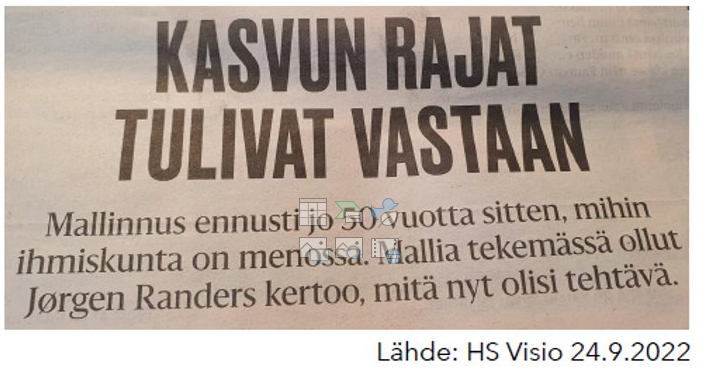 KASVUN RAJAT
TULIVAT VASTAAN
Mallinnus ennusti jo 50 vuotta sitten, mihin
ihmiskunta on menossa. Mallia tekemässä ollut
Jørgen Randers kertoo, mitä nyt olisi tehtävä.
Lähde: HS Visio 24.9.2022